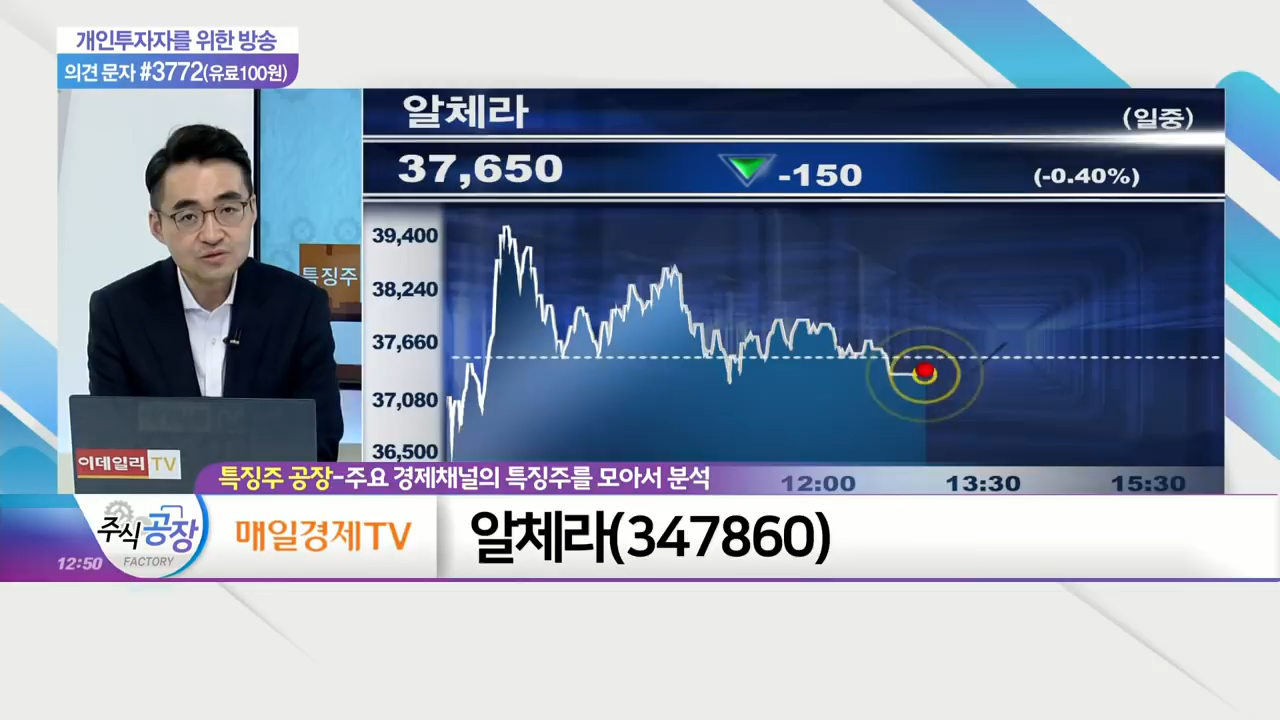 개인투자자를 위한 방송
의견 문자 #3772(유료100원)
알체라
(일중)
37,650
-150
(-0.40%)
39,400
38,240
37,660
37,080
36,500
12:00
13:30
15:30
특징주
이데일리 TV
특징주 공장-주요 경제채널의 특징주를 모아서 분석
주식공장
FACTORY
12:50
매일경제TV
알체라(347860)